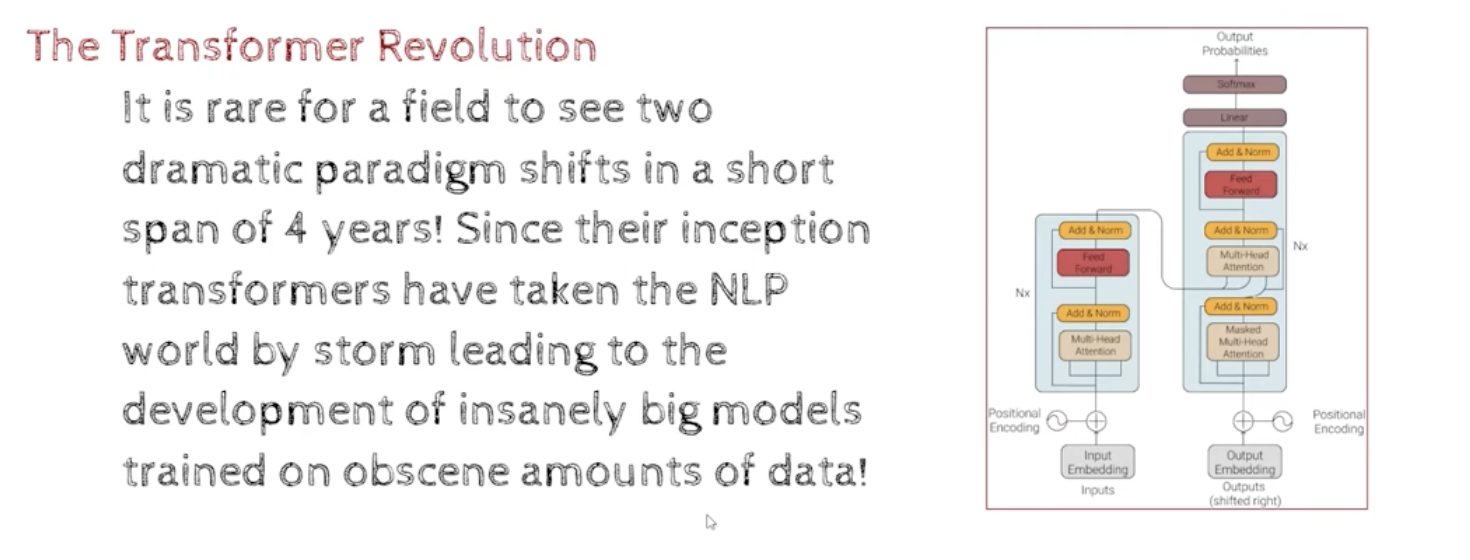 The Transformer Revolution
It is rare for a field to see two
dramatic paradigm shifts in a short
span of 4 years! Since their inception
transformers have taken the NLP
world by storm leading to the
development of insanely big models
trained on obscene amounts of data!
Output
Probabilities
Softmax
Linear
Add & Norm
Feed
Forward
Add & Norm
Multi-Head
Attention
Nx
Add & Norm
Masked
Multi-Head
Attention
Add & Norm
Feed
Forward
Nx
Add & Norm
Multi-Head
Attention
Positional
Encoding
Positional
Encoding
Input
Embedding
Output
Embedding
Inputs
Outputs
(shifted right)